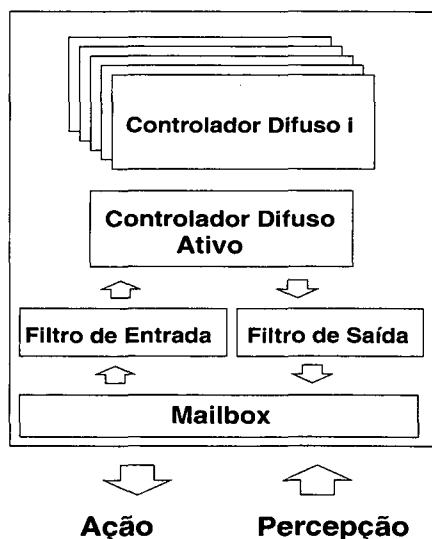 Controlador Difuso i
Controlador Difuso
Ativo
Filtro de Entrada
Filtro de Saída
Mailbox
Ação
Percepção